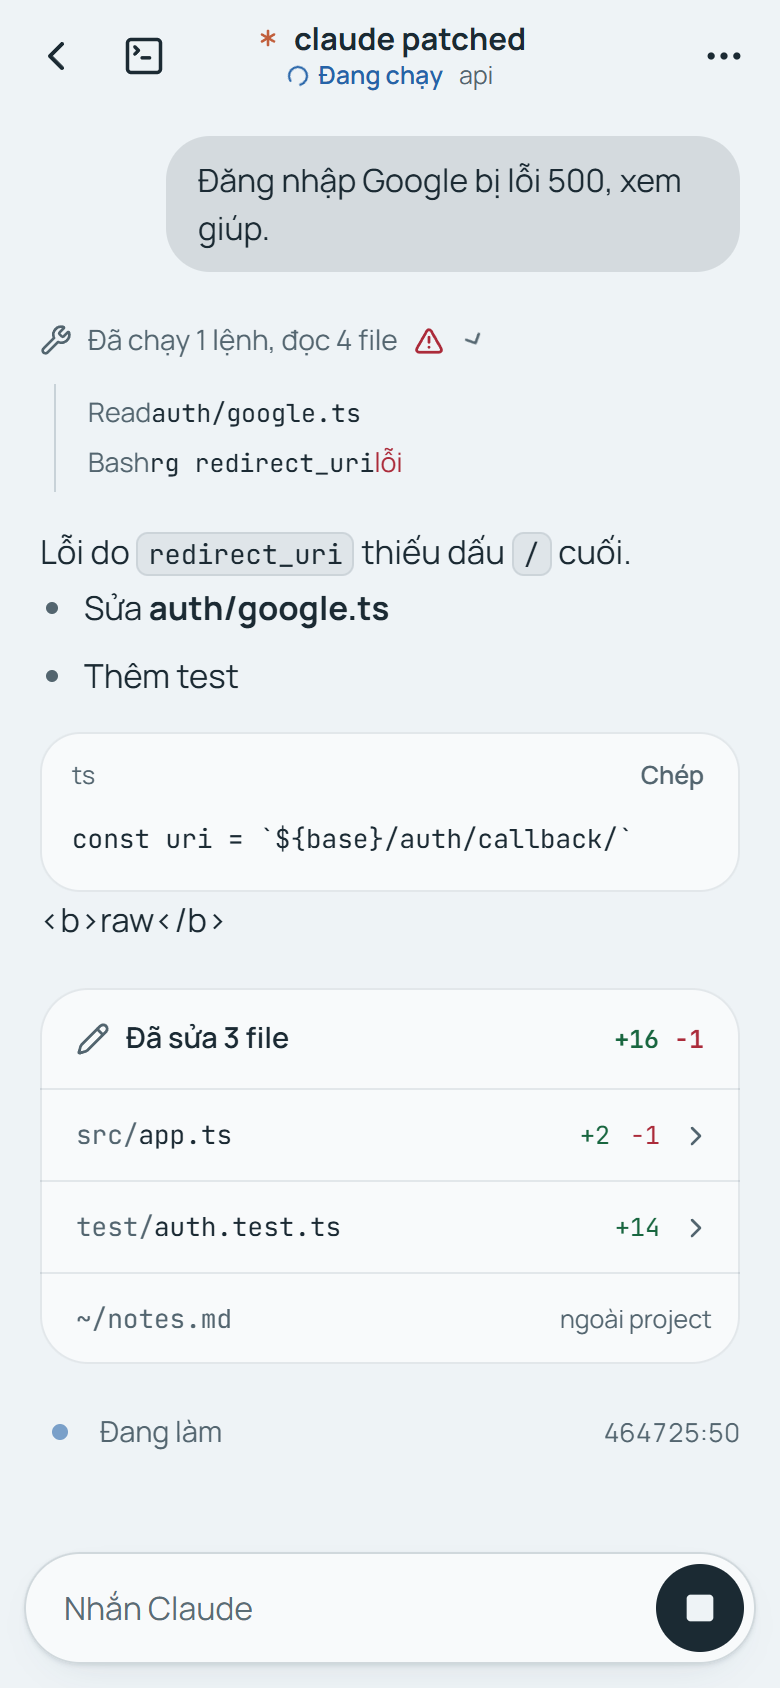 claude patched
Đang chạy api
Đăng nhập Google bị lỗi 500, xem
giúp.
Đã chạy 1 lệnh, đọc 4 file
Readauth/google.ts
Bashrg redirect_urilỗi
Lỗi do redirect_uri thiếu dấu / cuối.
• Sửa auth/google.ts
• Thêm test
ts Chép
const uri = `${base}/auth/callback/`
<b>raw</b>
Đã sửa 3 file +16 -1
src/app.ts +2 -1
test/auth.test.ts +14
~/notes.md ngoài project
Đang làm 464725:50
Nhắn Claude